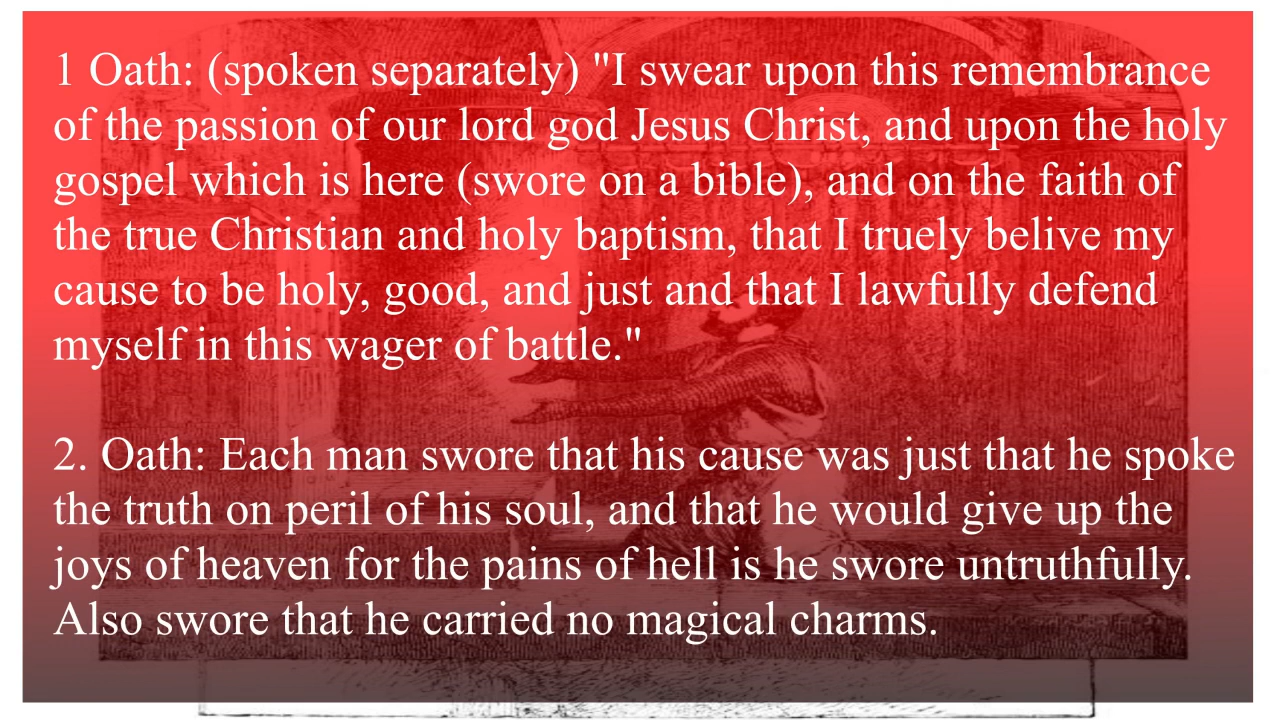 1 Oath: (spoken separately) "I swear upon this remembrance
of the passion of our lord god Jesus Christ, and upon the holy
gospel which is here (swore on a bible), and on the faith of
the true Christian and holy baptism, that I truely belive my
cause to be holy, good, and just and that I lawfully defend
myself in this wager of battle."
2. Oath: Each man swore that his cause was just that he spoke
the truth on peril of his soul, and that he would give up the
joys of heaven for the pains of hell is he swore untruthfully.
Also swore that he carried no magical charms.